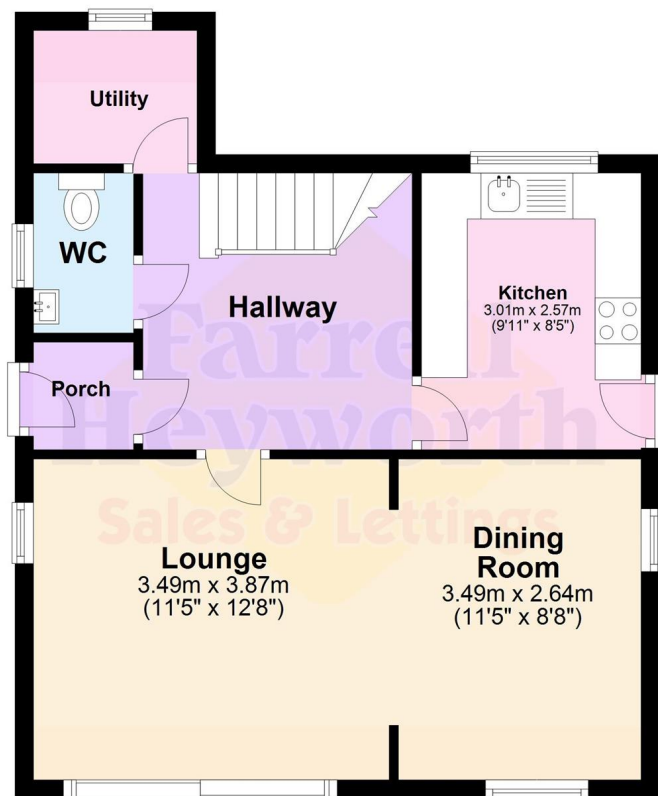 Utility
WC
Hallway
Kitchen
3.01m x 2.57m
(9'11" x 8'5")
Porch
Farrell
Heyworth
Sales & Lettings
Lounge
3.49m x 3.87m
(11'5" x 12'8")
Dining
Room
3.49m x 2.64m
(11'5" x 8'8")